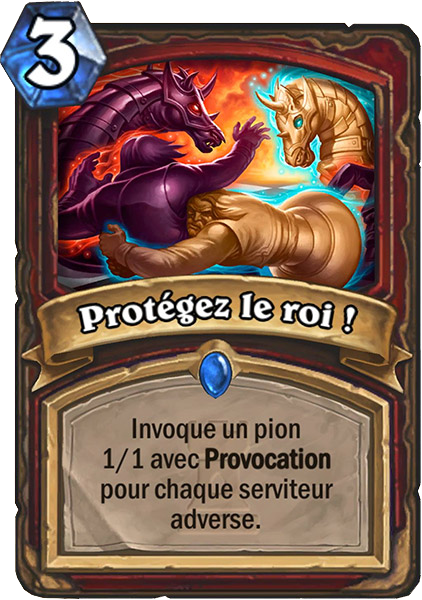 3
Protégez le roi !
Invoque un pion
1/1 avec Provocation
pour chaque serviteur
adverse.